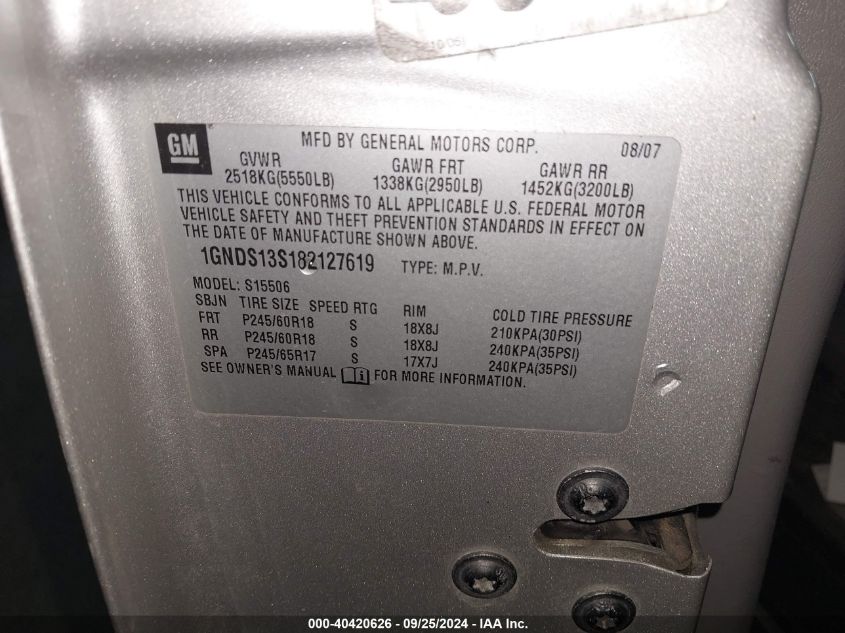 GM
MFD BY GENERAL MOTORS CORP. 08/07
GVWR GAWR FRT GAWR RR
2518KG(5550LB) 1338KG(2950LB) 1452KG(3200LB)
THIS VEHICLE CONFORMS TO ALL APPLICABLE U.S. FEDERAL MOTOR
VEHICLE SAFETY AND THEFT PREVENTION STANDARDS IN EFFECT ON
THE DATE OF MANUFACTURE SHOWN ABOVE.
1GNDS13S182127619 TYPE: M.P.V.
MODEL: S15506
SBJN TIRE SIZE SPEED RTG RIM COLD TIRE PRESSURE
FRT P245/60R18 S 18X8J 210KPA(30PSI)
RR P245/60R18 S 18X8J 240KPA(35PSI)
SPA P245/65R17 S 17X7J 240KPA(35PSI)
SEE OWNER'S MANUAL FOR MORE INFORMATION.
000-40420626 - 09/25/2024 - IAA Inc.